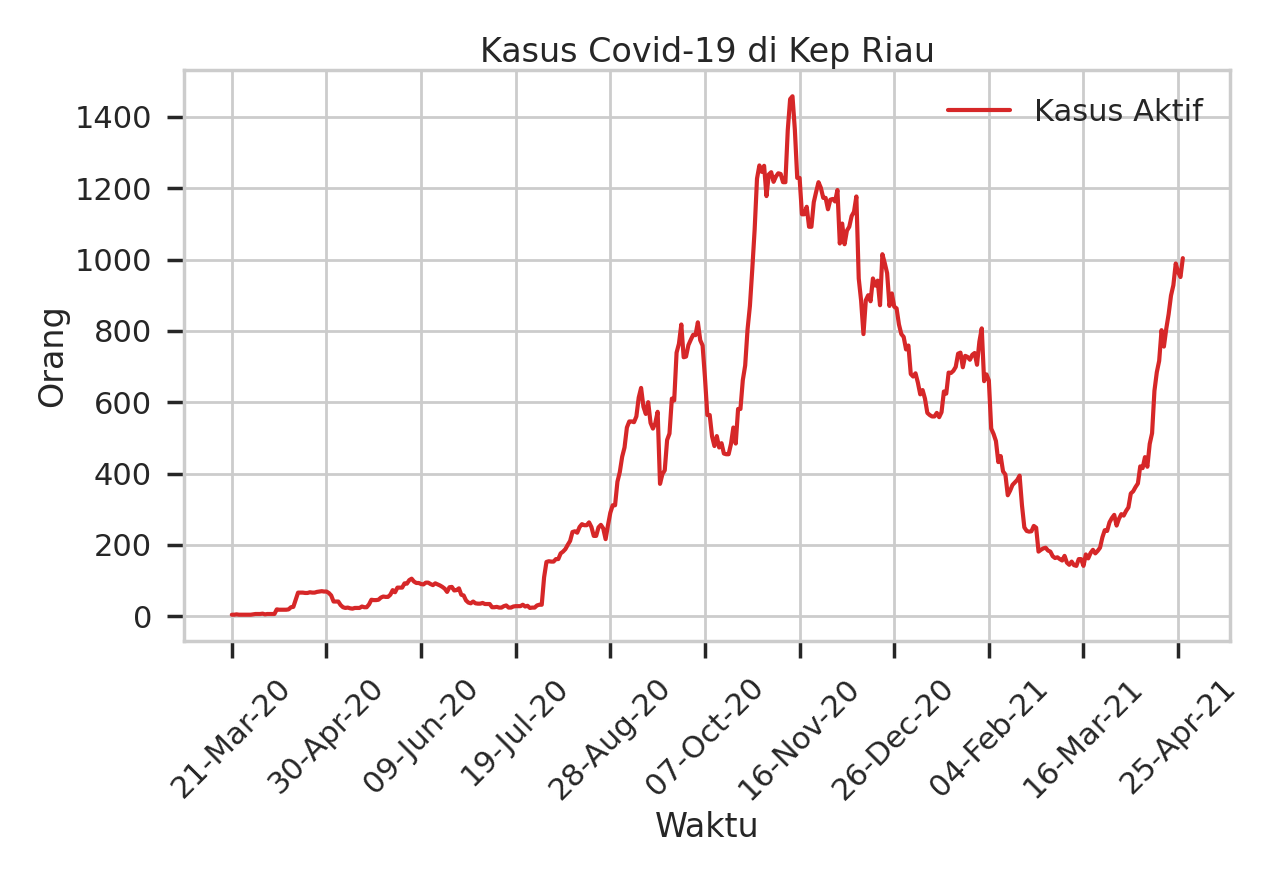 Kasus Covid-19 di Kep Riau
Kasus Aktif
Orang
1400
1200
1000
800
600
400
200
0
21-Mar-20
30-Apr-20
09-Jun-20
19-Jul-20
28-Aug-20
07-Oct-20
16-Nov-20
26-Dec-20
04-Feb-21
16-Mar-21
25-Apr-21
Waktu